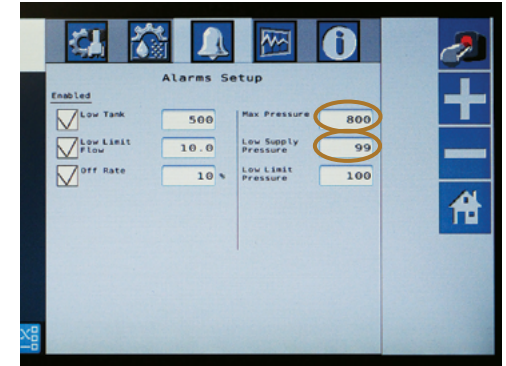 Alarms Setup
Enabled
Low Tank
500
Max Pressure
800
Low Limit
Flow
10.0
Low Supply
Pressure
99
Off Rate
10 %
Low Limit
Pressure
100